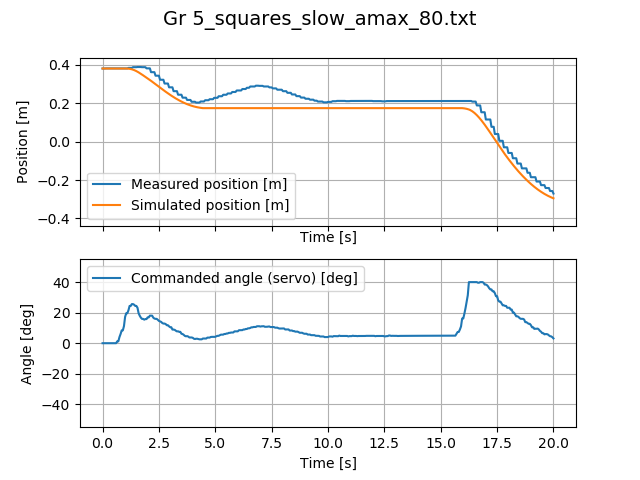 Gr 5_squares_slow_amax_80.txt
0.4
0.2
0.0
−0.2
−0.4
Position [m]
Measured position [m]
Simulated position [m]
Time [s]
40
20
0
−20
−40
Angle [deg]
Commanded angle (servo) [deg]
0.0 2.5 5.0 7.5 10.0 12.5 15.0 17.5 20.0
Time [s]